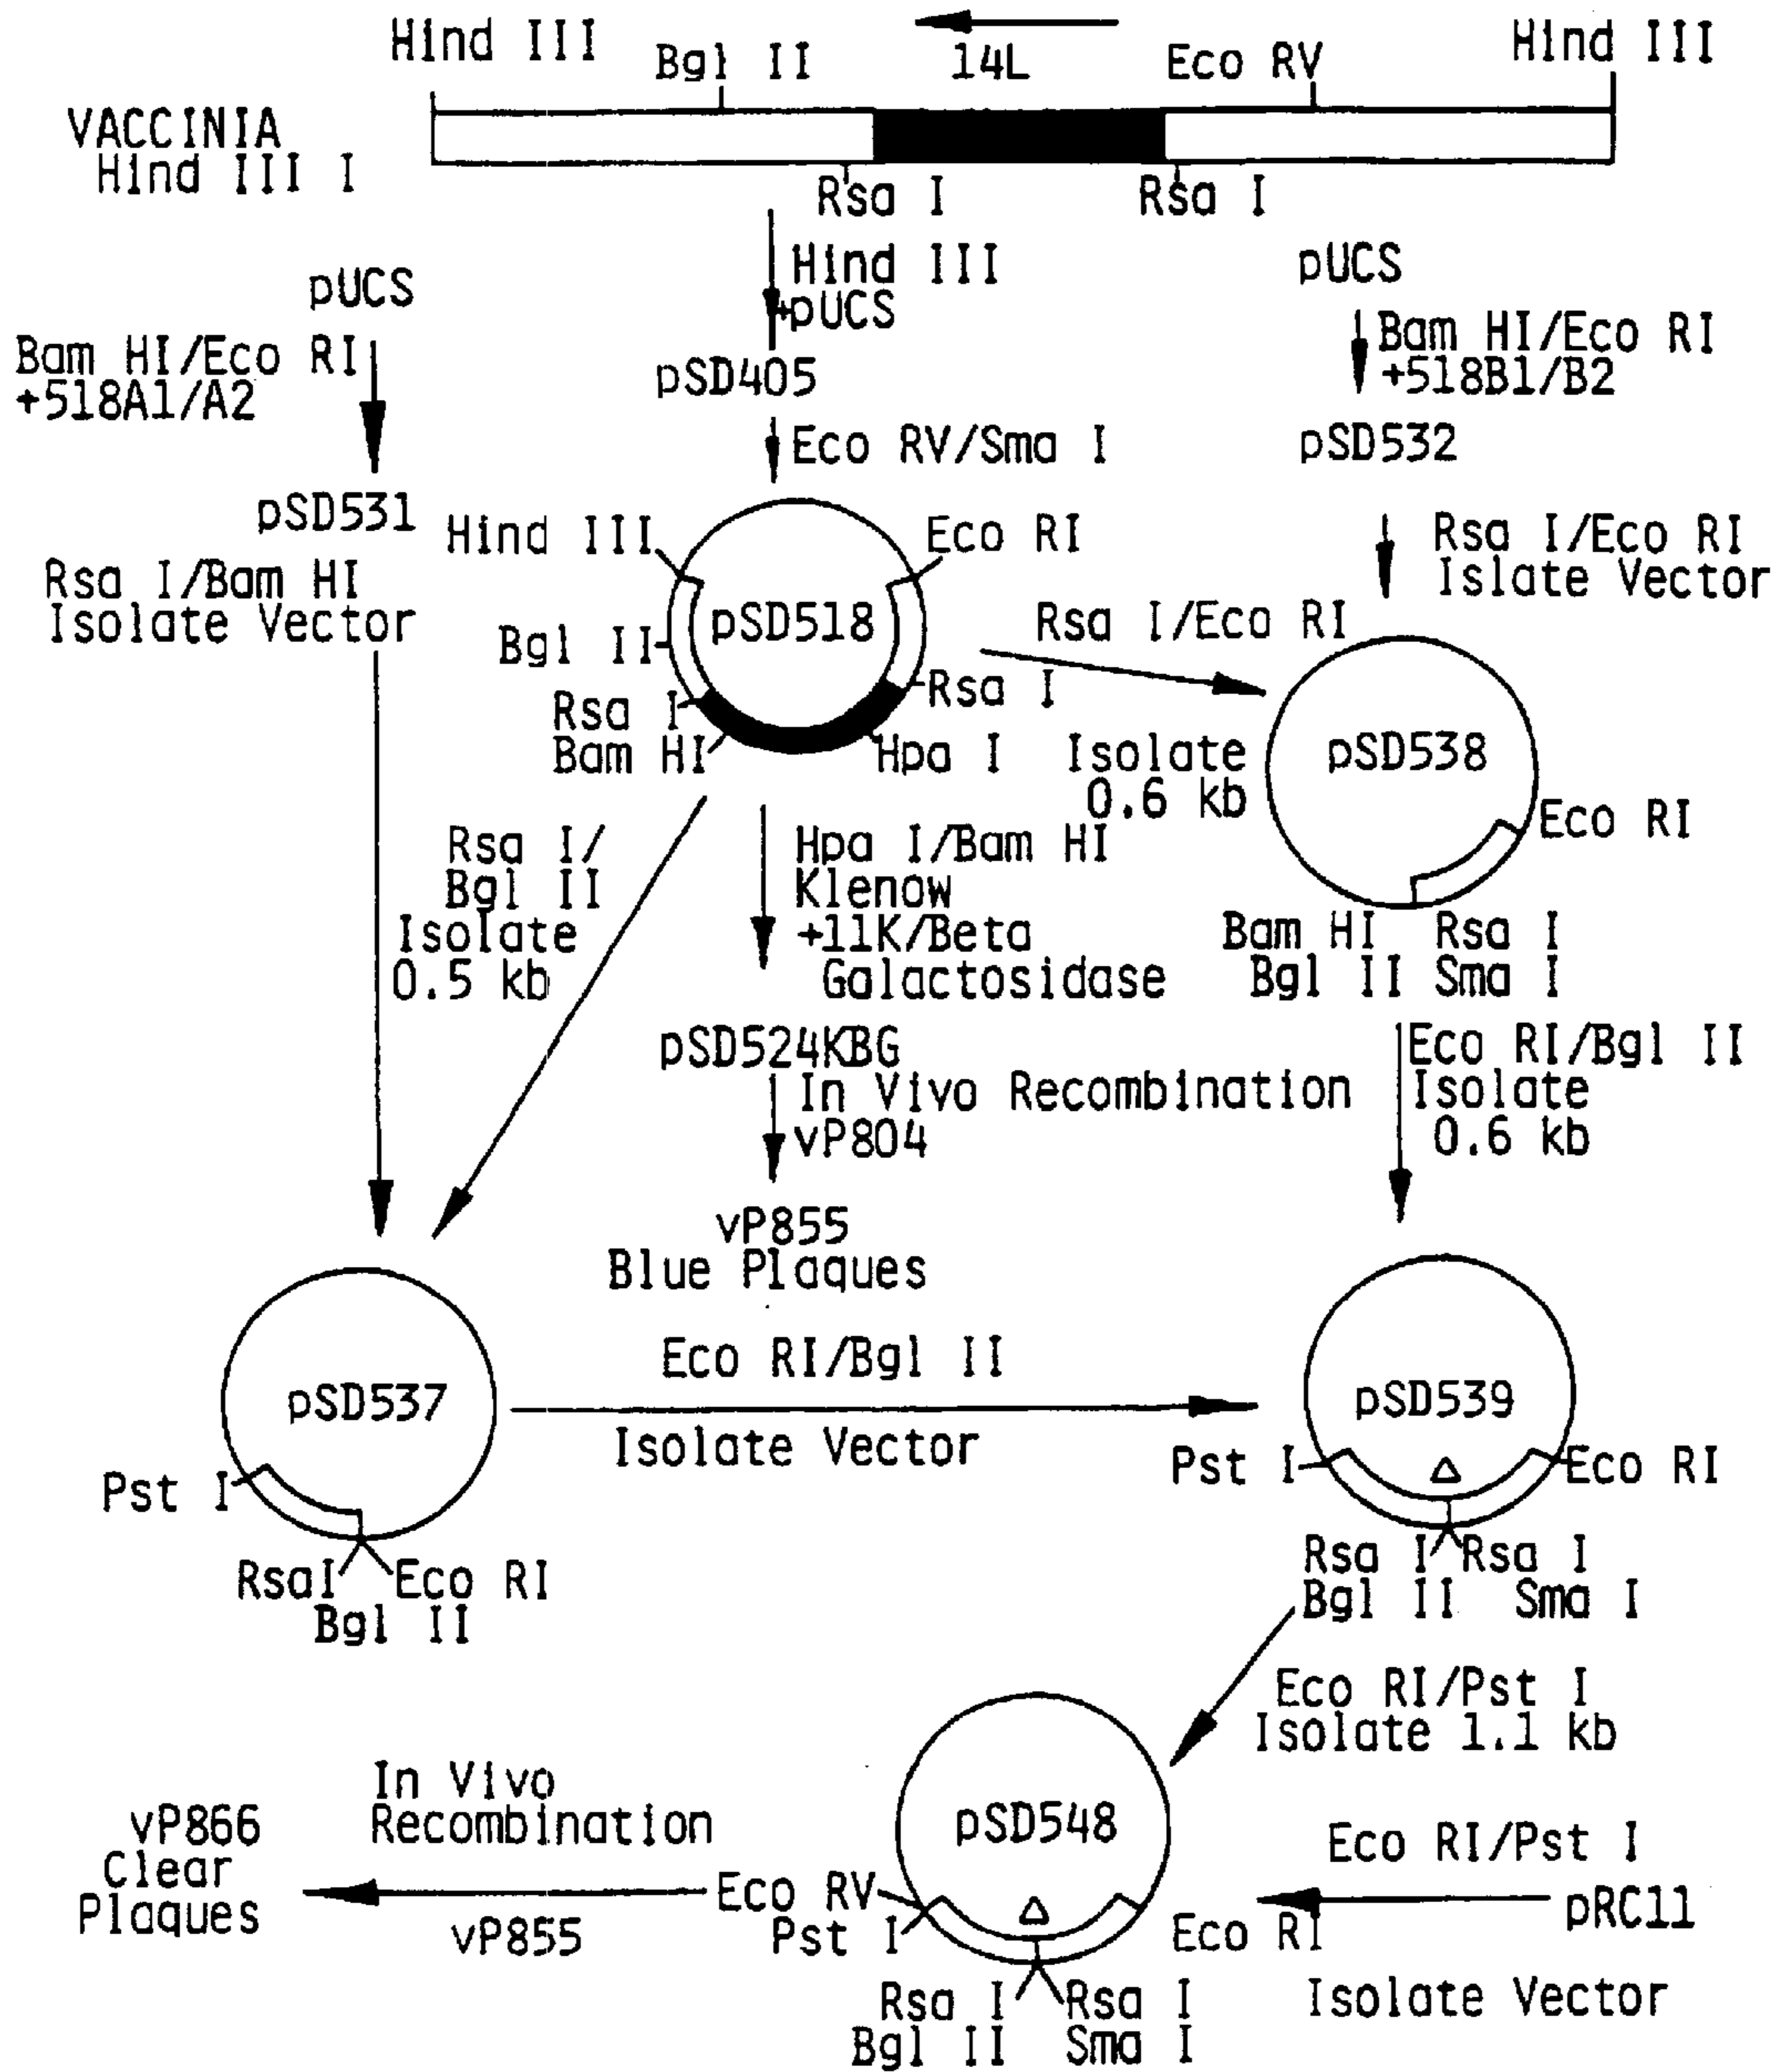 Hind III
Bgl II
14L
Eco RV
Hind III
VACCINIA
Hind III I
Rsa I
Rsa I
pUCS
Bam HI/Eco RI
+518A1/A2
pSD531
Rsa I/Bam HI
Isolate Vector
Hind III
+pUCS
pSD405
Eco RV/Sma I
pUCS
Bam HI/Eco RI
+518B1/B2
pSD532
Rsa I/Eco RI
Islate Vector
Hind III
Eco RI
pSD518
Bgl II
Rsa I
Bam HI
Rsa I
Hpa I
Rsa I/Eco RI
Isolate
0.6 kb
pSD538
Eco RI
Bam HI Rsa I
Bgl II Sma I
Rsa I/
Bgl II
Isolate
0.5 kb
Hpa I/Bam HI
Klenow
+11K/Beta
Galactosidase
pSD524KBG
In Vivo Recombination
vP804
vP855
Blue Plaques
Eco RI/Bgl II
Isolate
0.6 kb
pSD537
Pst I
RsaI Eco RI
Bgl II
Eco RI/Bgl II
Isolate Vector
pSD539
Pst I
Δ
Eco RI
Rsa I Rsa I
Bgl II Sma I
Eco RI/Pst I
Isolate 1.1 kb
pSD548
Eco RV
Pst I
Δ
Eco RI
Rsa I Rsa I
Bgl II Sma I
Eco RI/Pst I
pRC11
Isolate Vector
In Vivo
Recombination
vP855
vP866
Clear
Plaques